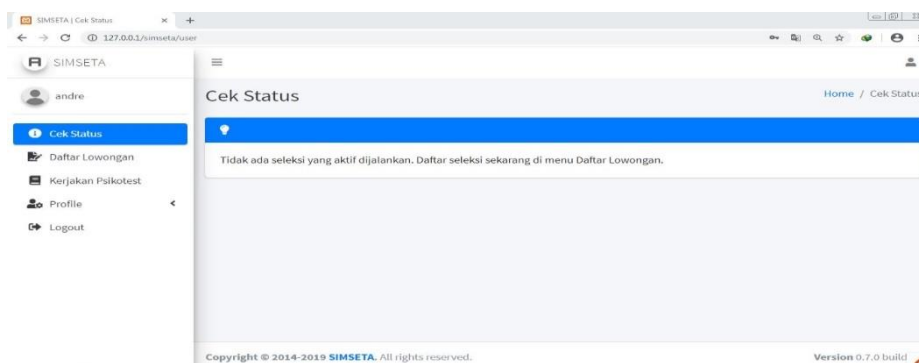 SIMSETA | Cek Status
127.0.0.1/simseta/user
SIMSETA
andre
Cek Status
Home / Cek Status
Cek Status
Daftar Lowongan
Tidak ada seleksi yang aktif dijalankan. Daftar seleksi sekarang di menu Daftar Lowongan.
Kerjakan Psikotest
Profile
Logout
Copyright © 2014-2019 SIMSETA. All rights reserved.
Version 0.7.0 build